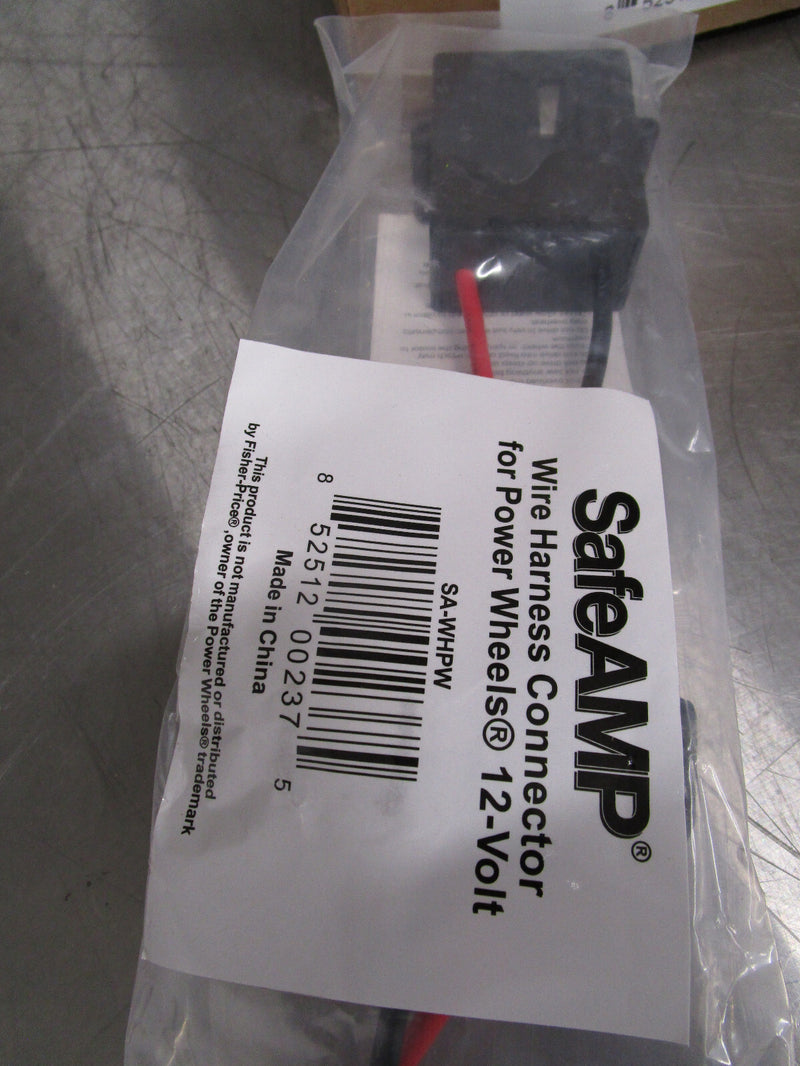 SafeAMP®
Wire Harness Connector
for Power Wheels® 12-Volt
SA-WHPW
8 52512 00237 5
Made in China
This product is not manufactured or distributed
by Fisher-Price® ,owner of the Power Wheels® trademark